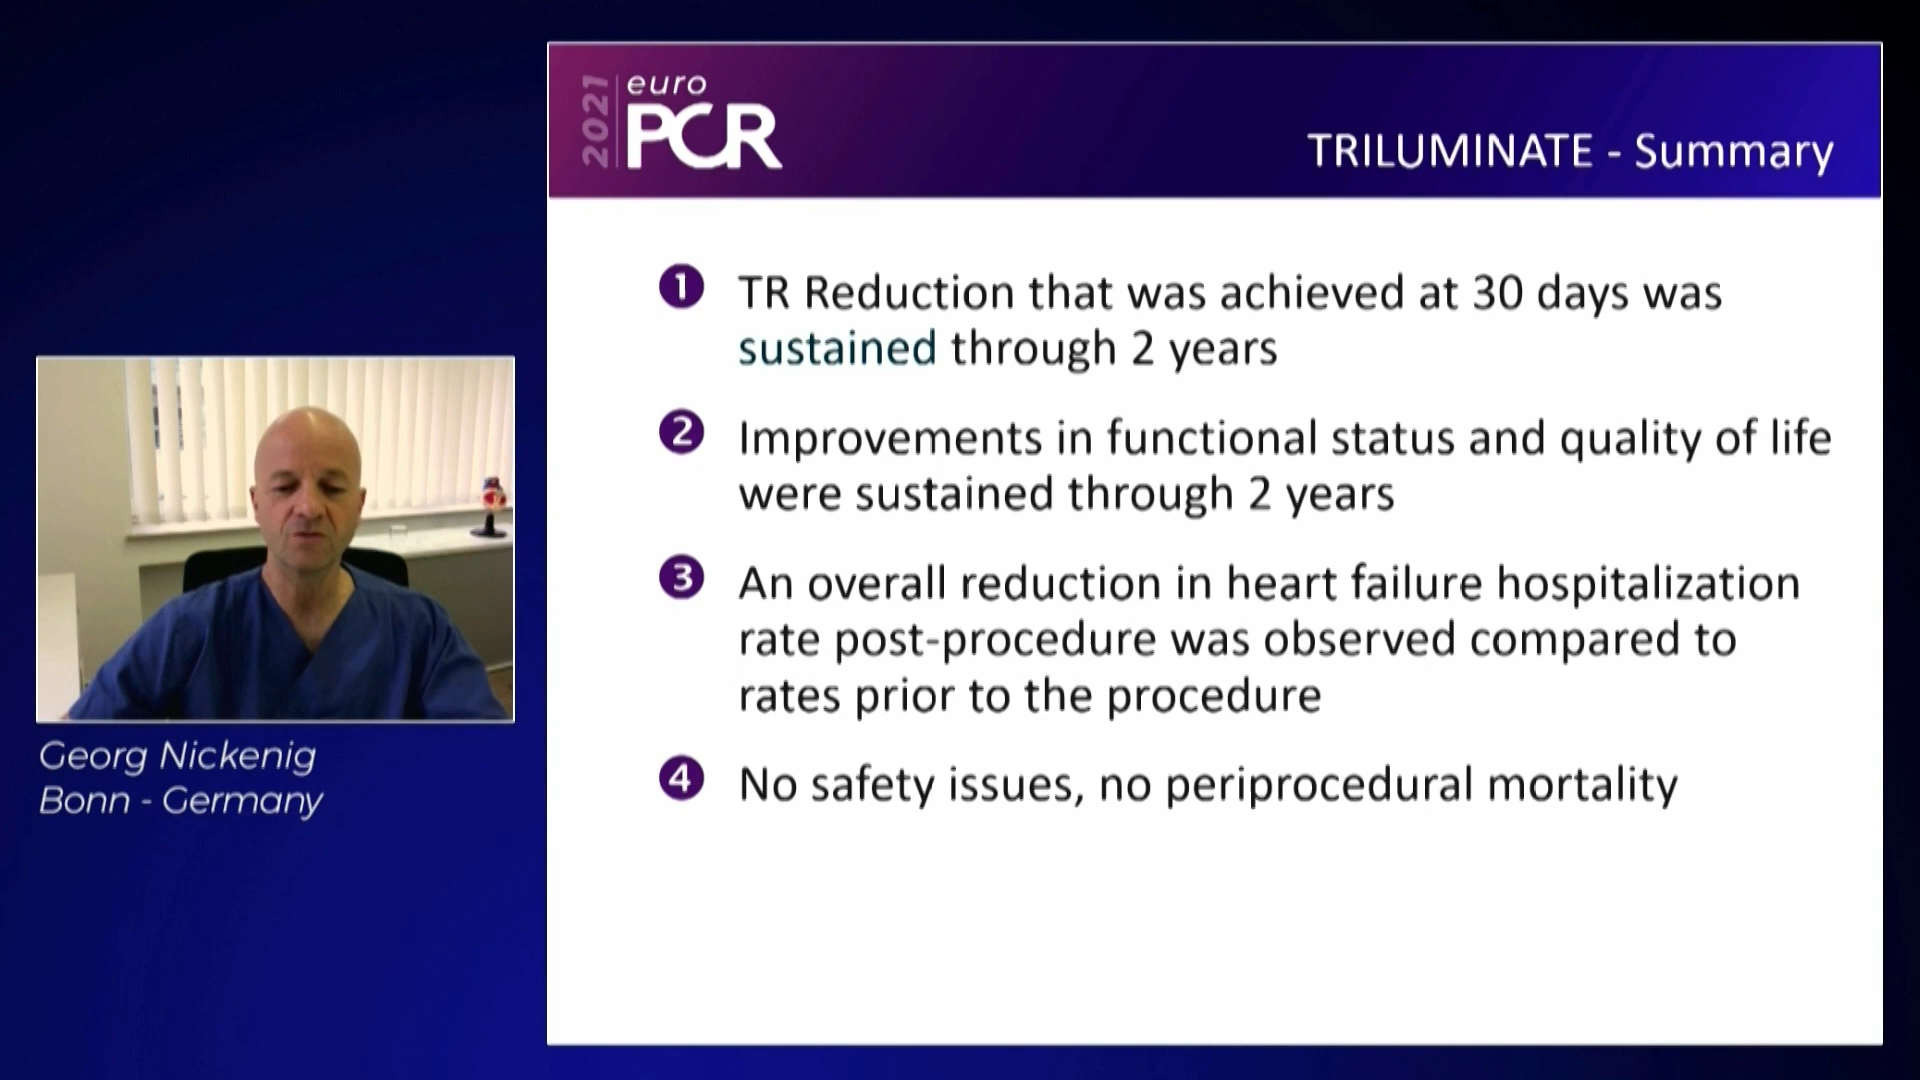 2021
euro
PCR
TRILUMINATE - Summary
1 TR Reduction that was achieved at 30 days was
sustained through 2 years
2 Improvements in functional status and quality of life
were sustained through 2 years
3 An overall reduction in heart failure hospitalization
rate post-procedure was observed compared to
rates prior to the procedure
4 No safety issues, no periprocedural mortality
Georg Nickenig
Bonn - Germany